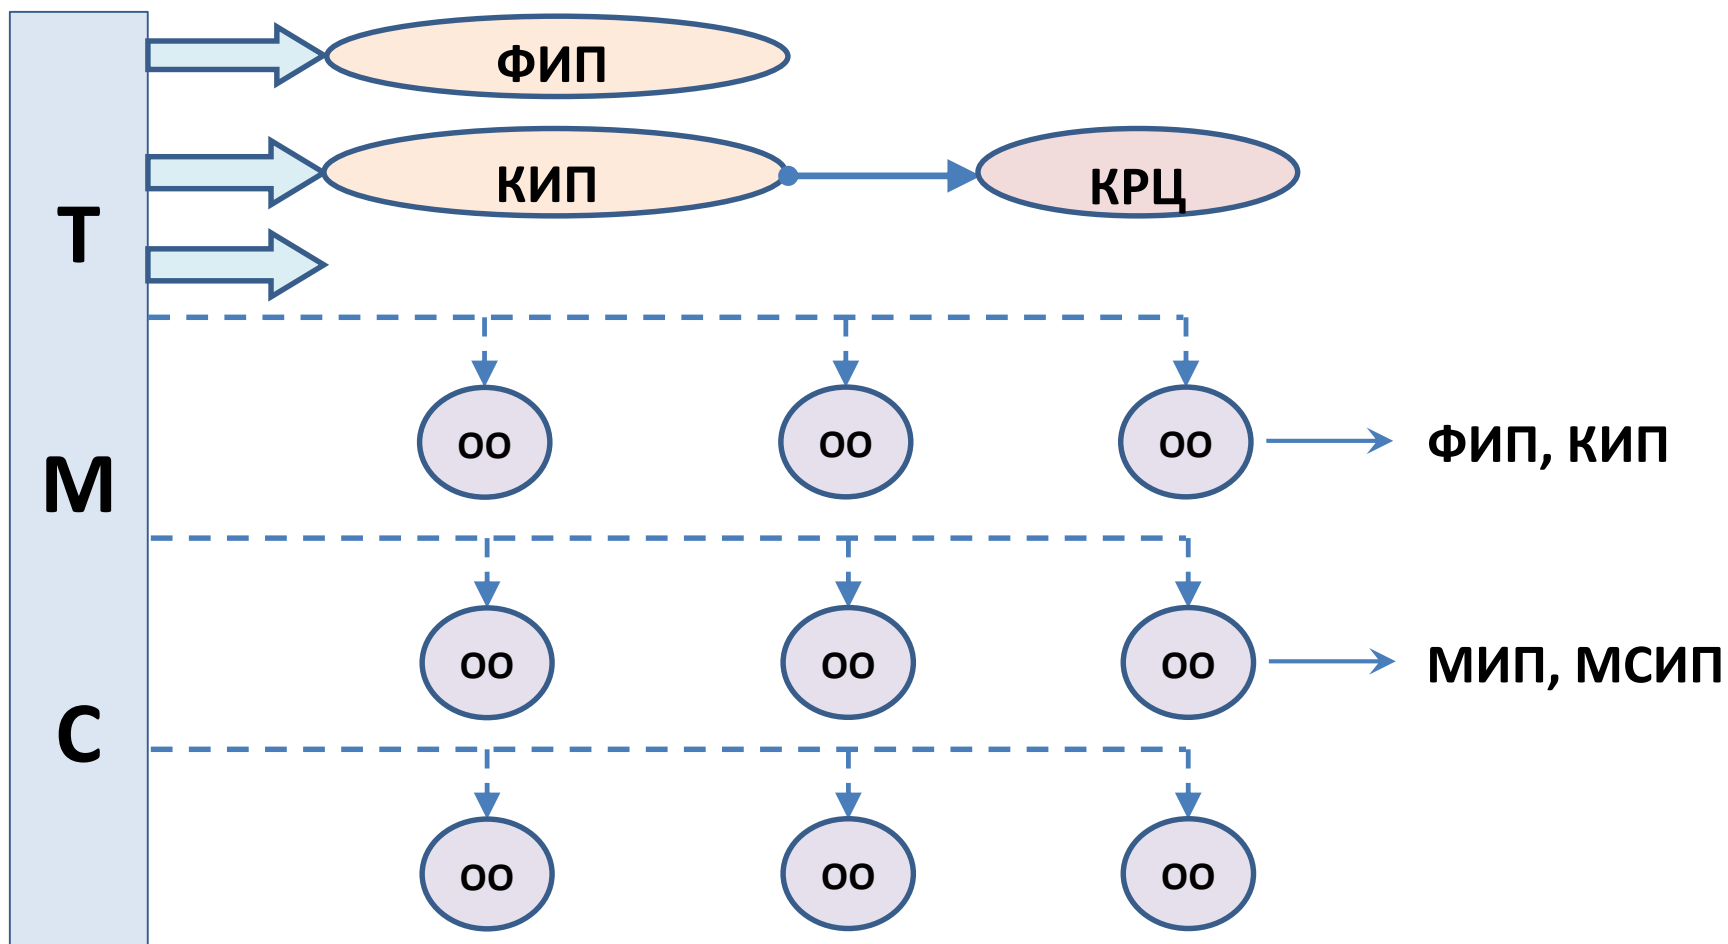 ФИП
КИП
КРЦ
Т
М
С
ОО
ОО
ОО
ФИП, КИП
ОО
ОО
ОО
МИП, МСИП
ОО
ОО
ОО